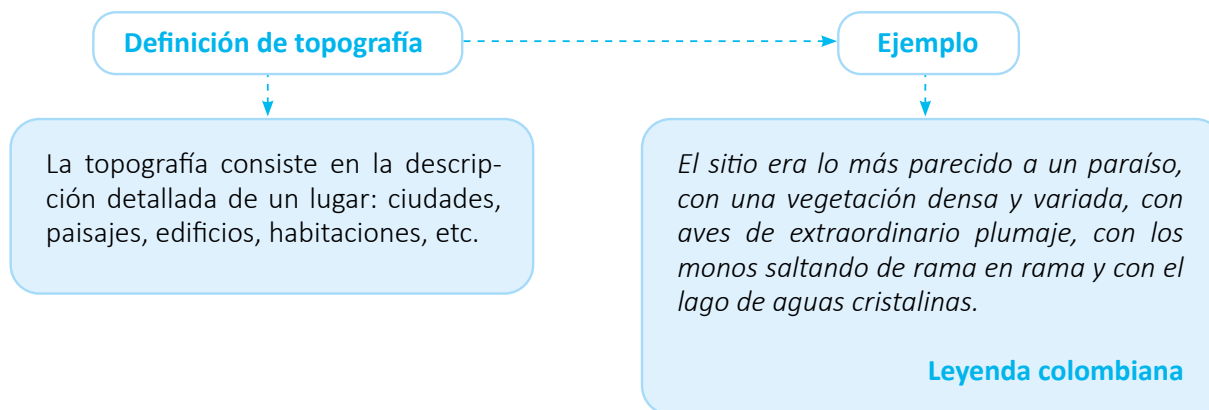 Definición de topografía
Ejemplo
La topografía consiste en la descrip-
ción detallada de un lugar: ciudades,
paisajes, edificios, habitaciones, etc.
El sitio era lo más parecido a un paraíso,
con una vegetación densa y variada, con
aves de extraordinario plumaje, con los
monos saltando de rama en rama y con el
lago de aguas cristalinas.
Leyenda colombiana